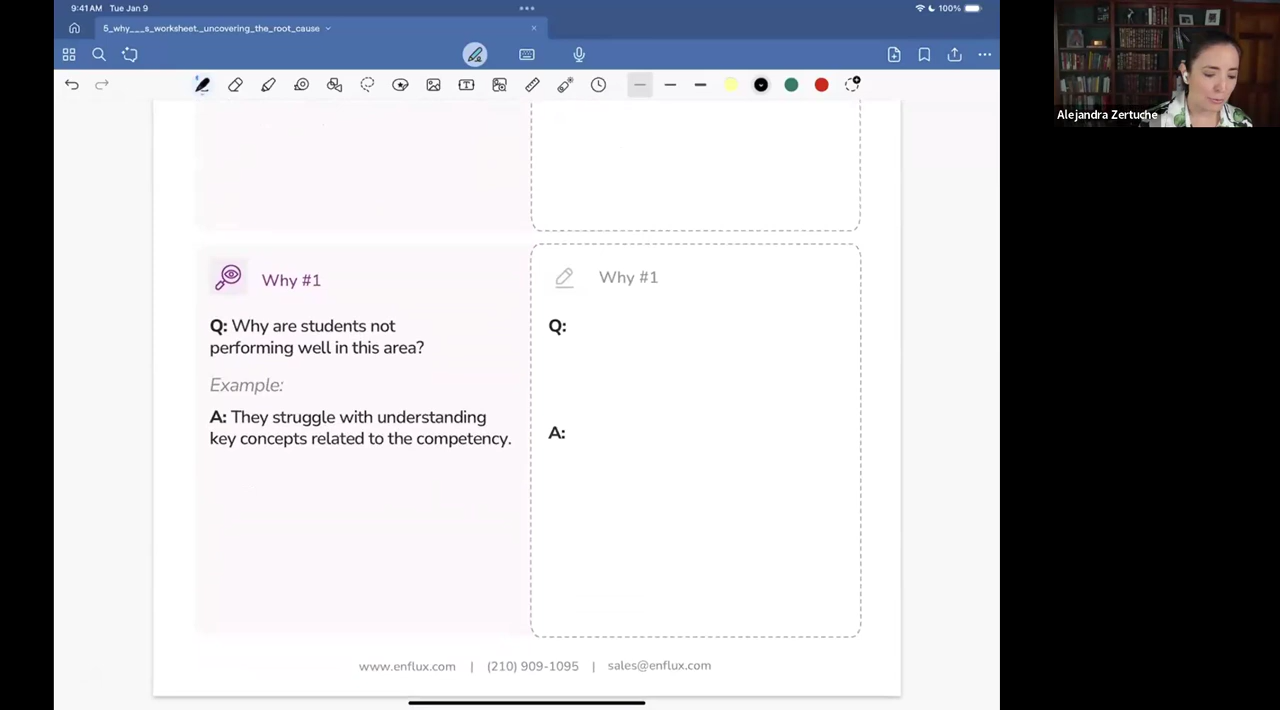 9:41 AM Tue Jan 9
100%
5_why___s_worksheet._uncovering_the_root_cause
Alejandra Zertuche
Why #1
Q: Why are students not
performing well in this area?
Example:
A: They struggle with understanding
key concepts related to the competency.
Why #1
Q:
A:
www.enflux.com | (210) 909-1095 | sales@enflux.com